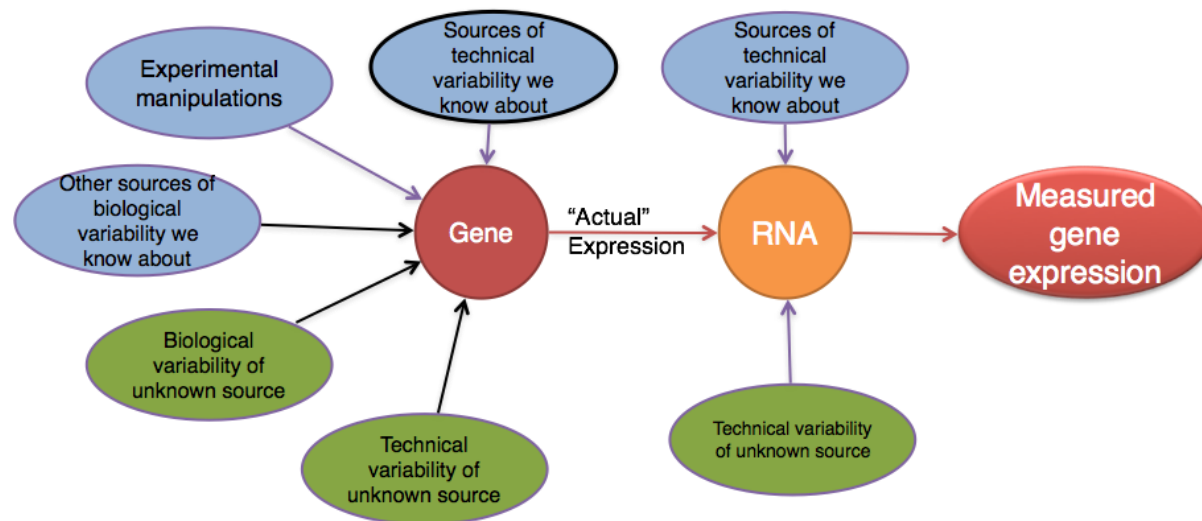 Experimental
manipulations
Sources of
technical
variability we
know about
Sources of
technical
variability we
know about
Other sources of
biological
variability we
know about
Gene
“Actual”
Expression
RNA
Measured
gene
expression
Biological
variability of
unknown source
Technical
variability of
unknown source
Technical variability
of unknown source